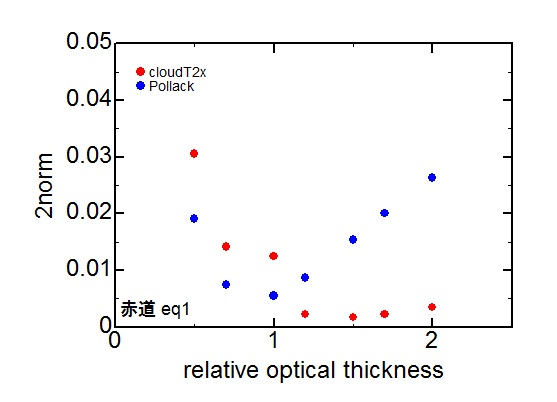 0.05
cloudT2x
Pollack
0.04
0.03
2norm
0.02
0.01
赤道 eq1
0
0
1
2
relative optical thickness